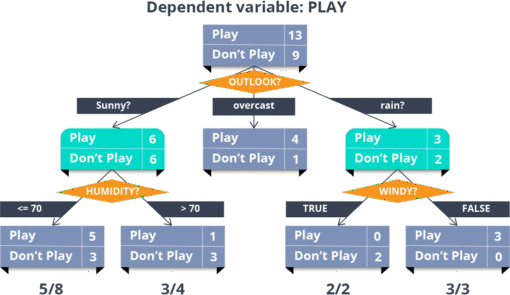 Dependent variable: PLAY
Play 13
Don't Play 9
OUTLOOK?
Sunny? overcast rain?
Play 6 Play 4 Play 3
Don't Play 6 Don't Play 1 Don't Play 2
HUMIDITY? WINDY?
<= 70 > 70 TRUE FALSE
Play 5 Play 1 Play 0 Play 3
Don't Play 3 Don't Play 3 Don't Play 2 Don't Play 0
5/8 3/4 2/2 3/3